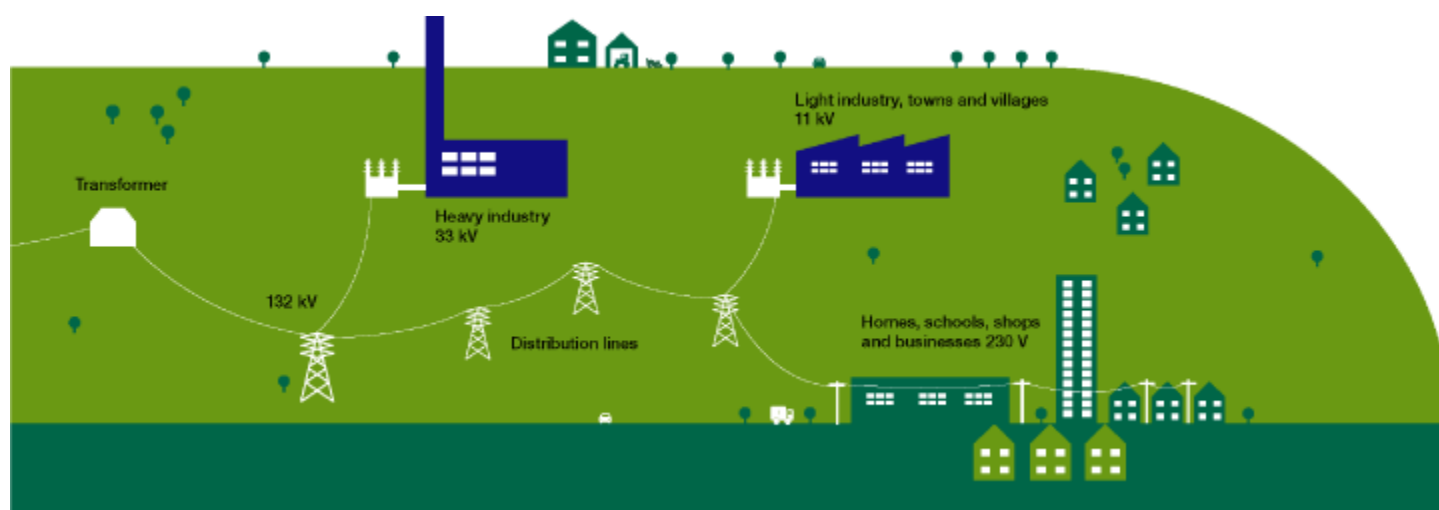 Light industry, towns and villages
11 kV
Transformer
Heavy industry
33 kV
132 kV
Distribution lines
Homes, schools, shops
and businesses 230 V